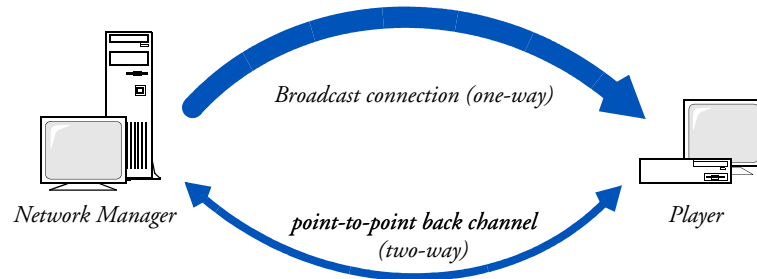 Broadcast connection (one-way)
Network Manager
point-to-point back channel
(two-way)
Player